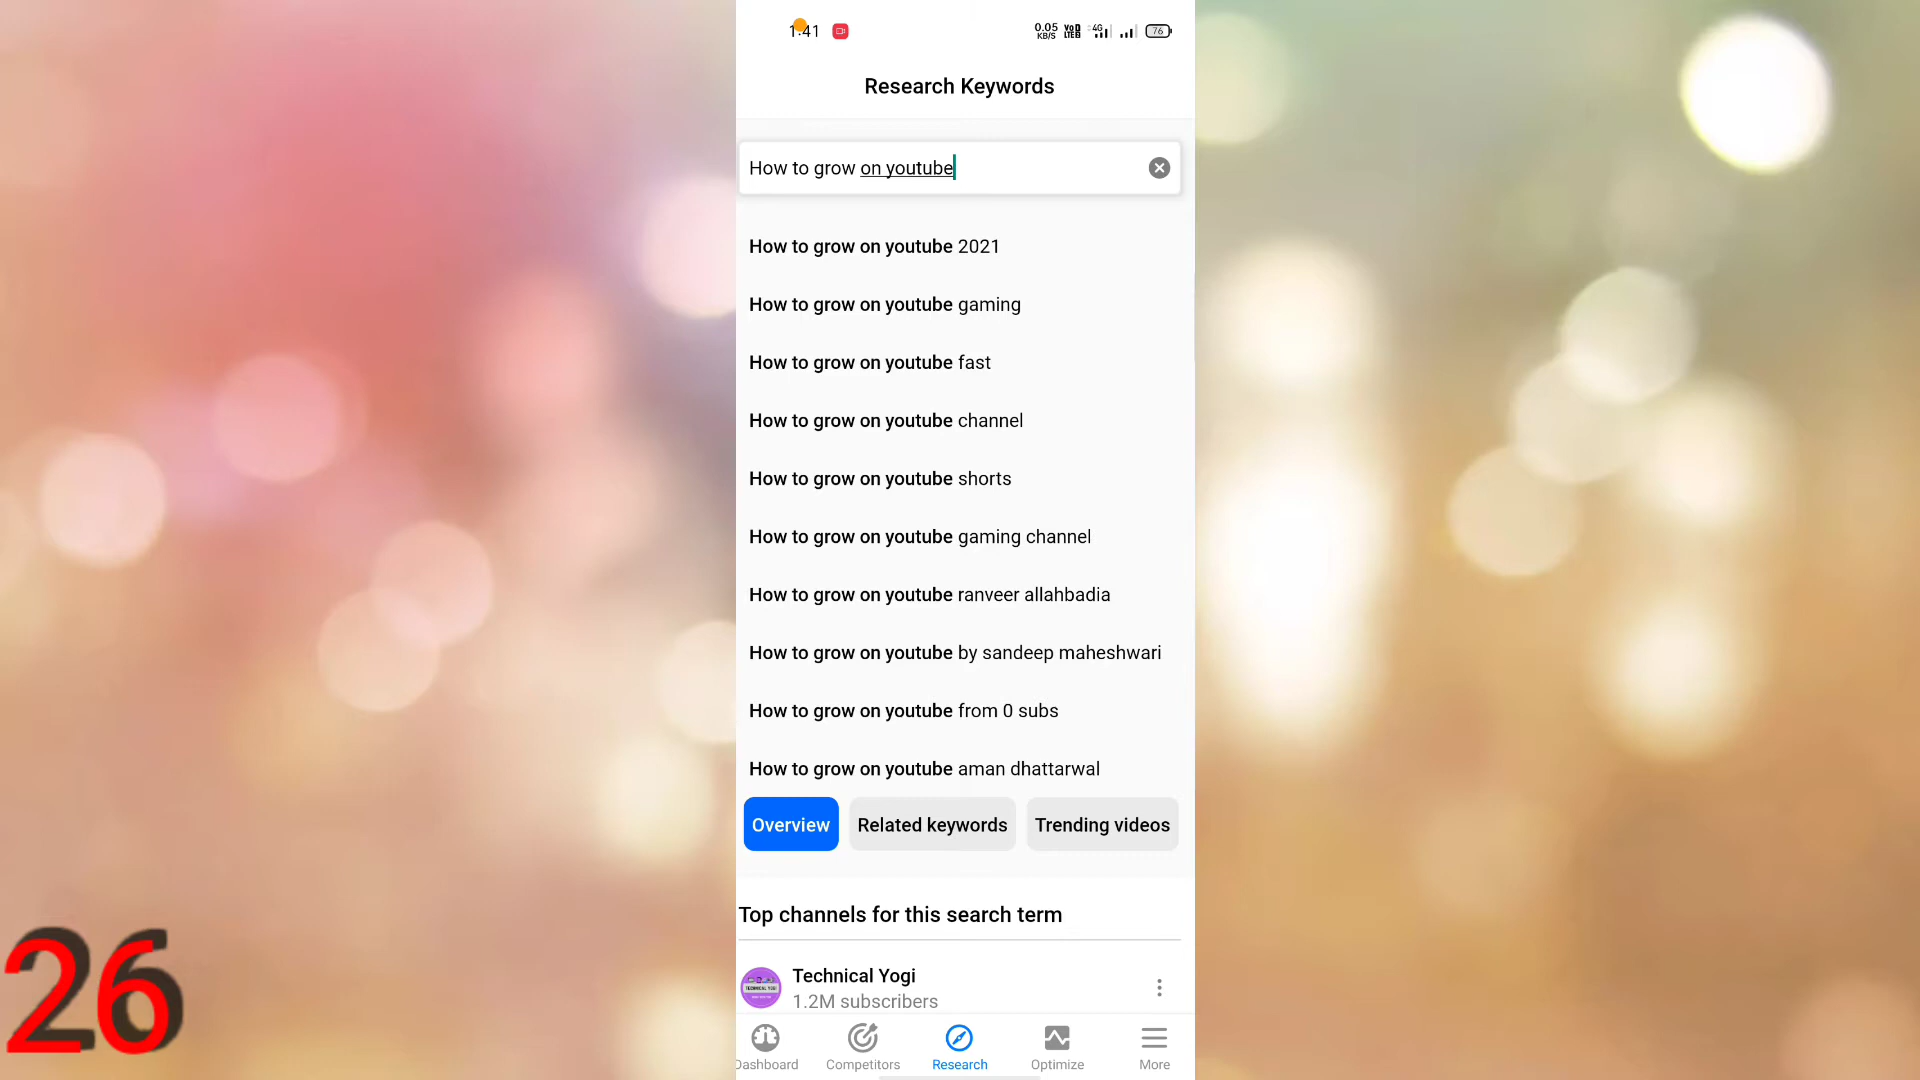 1:41
0.05 KB/S VoD LTED 4G 76
Research Keywords
How to grow on youtube
How to grow on youtube 2021
How to grow on youtube gaming
How to grow on youtube fast
How to grow on youtube channel
How to grow on youtube shorts
How to grow on youtube gaming channel
How to grow on youtube ranveer allahbadia
How to grow on youtube by sandeep maheshwari
How to grow on youtube from 0 subs
How to grow on youtube aman dhattarwal
Overview Related keywords Trending videos
Top channels for this search term
Technical Yogi
1.2M subscribers
Dashboard Competitors Research Optimize More
26